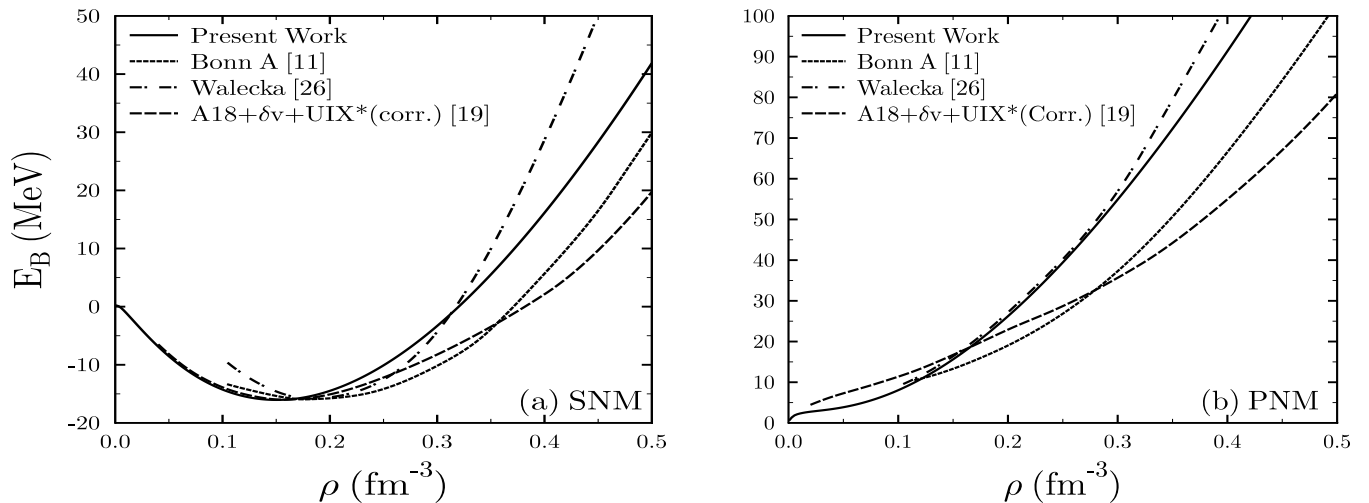 50
40
30
20
10
0
-10
-20
E_B (MeV)
Present Work
Bonn A [11]
Walecka [26]
A18+δv+UIX*(corr.) [19]
(a) SNM
0.0 0.1 0.2 0.3 0.4 0.5
ρ (fm⁻³)
100
90
80
70
60
50
40
30
20
10
0
Present Work
Bonn A [11]
Walecka [26]
A18+δv+UIX*(Corr.) [19]
(b) PNM
0.0 0.1 0.2 0.3 0.4 0.5
ρ (fm⁻³)